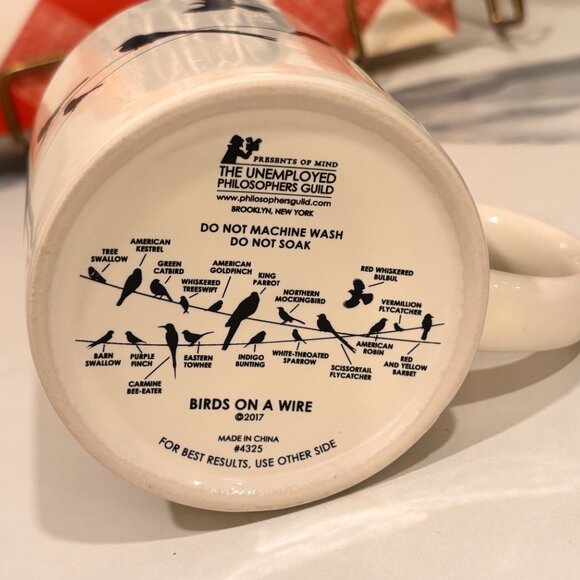 PRESENTS OF MIND
THE UNEMPLOYED
PHILOSOPHERS GUILD
www.philosophersguild.com
BROOKLYN, NEW YORK
DO NOT MACHINE WASH
DO NOT SOAK
TREE
SWALLOW
AMERICAN
KESTREL
GREEN
CATBIRD
WHISKERED
TREESWIFT
AMERICAN
GOLDFINCH
KING
PARROT
NORTHERN
MOCKINGBIRD
RED WHISKERED
BULBUL
VERMILLION
FLYCATCHER
BARN
SWALLOW
PURPLE
FINCH
CARMINE
BEE-EATER
EASTERN
TOWHEE
INDIGO
BUNTING
WHITE-THROATED
SPARROW
SCISSORTAIL
FLYCATCHER
AMERICAN
ROBIN
RED
AND YELLOW
BARBET
BIRDS ON A WIRE
©2017
MADE IN CHINA
#4325
FOR BEST RESULTS, USE OTHER SIDE